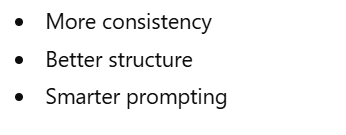 • More consistency
• Better structure
• Smarter prompting